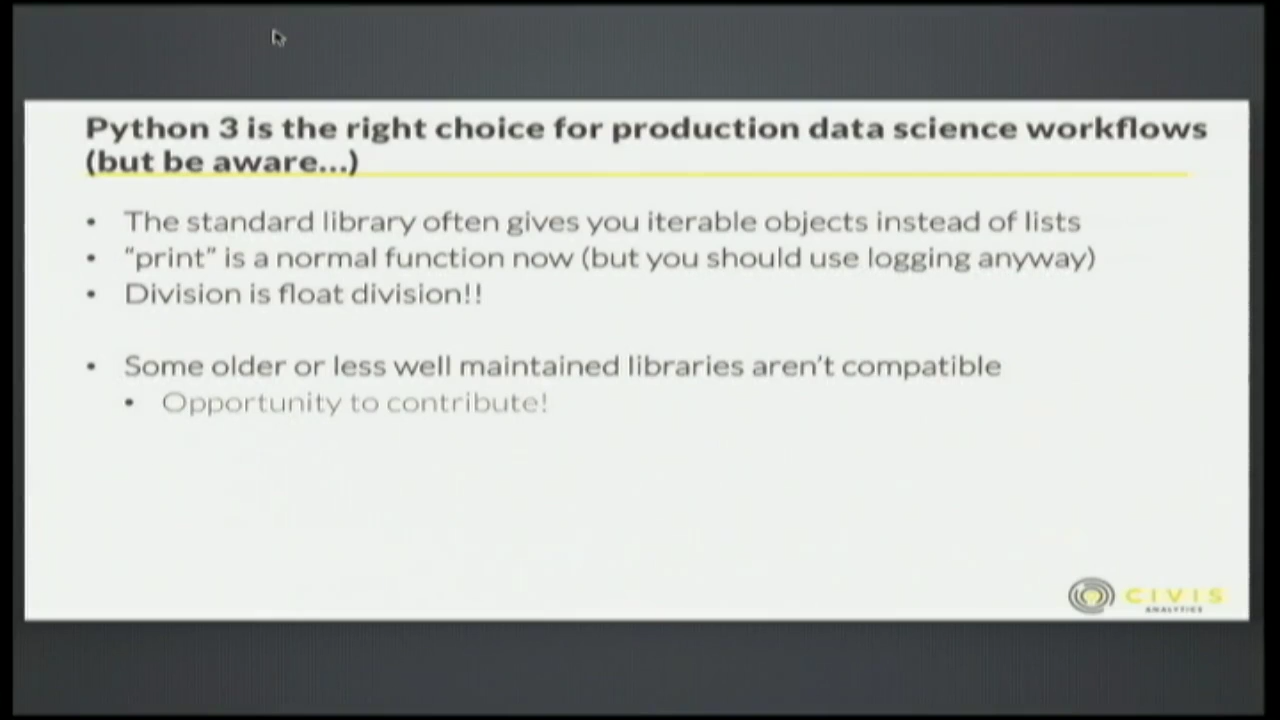 Python 3 is the right choice for production data science workflows
(but be aware...)
• The standard library often gives you iterable objects instead of lists
• “print” is a normal function now (but you should use logging anyway)
• Division is float division!!
• Some older or less well maintained libraries aren’t compatible
• Opportunity to contribute!
CIVIS
ANALYTICS